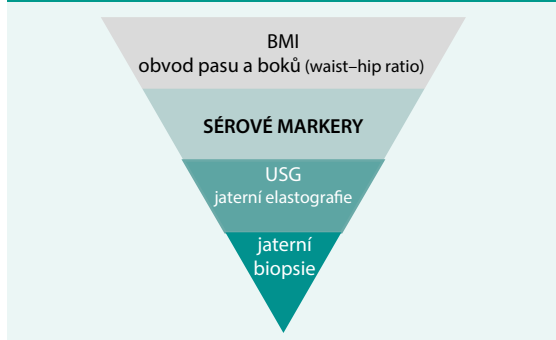 BMI
obvod pasu a boků (waist–hip ratio)
SÉROVÉ MARKERY
USG
jaterní elastografie
jaterní
biopsie